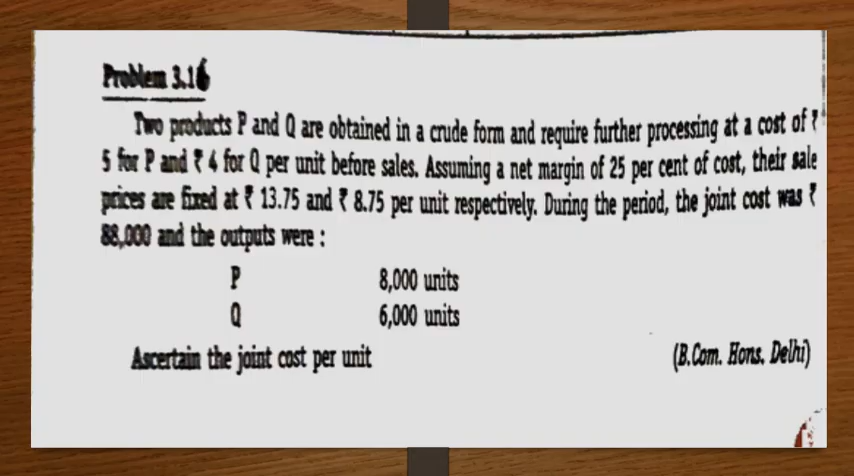 Problem 3.16
Two products P and Q are obtained in a crude form and require further processing at a cost of ₹
5 for P and ₹ 4 for Q per unit before sales. Assuming a net margin of 25 per cent of cost, their sale
prices are fixed at ₹ 13.75 and ₹ 8.75 per unit respectively. During the period, the joint cost was ₹
88,000 and the outputs were :
P 8,000 units
Q 6,000 units
Ascertain the joint cost per unit (B.Com. Hons. Delhi)